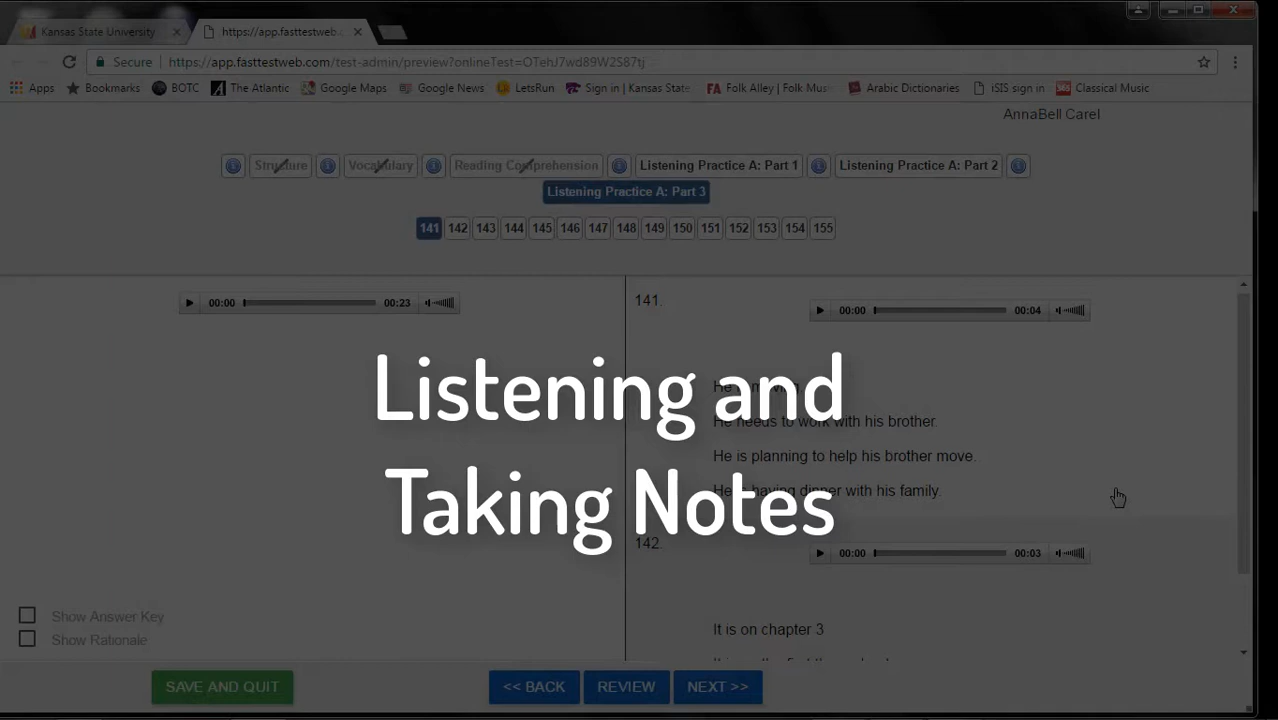 Kansas State University
https://app.fasttestweb.
Secure https://app.fasttestweb.com/test-admin/preview?onlineTest=OTehJ7wd89W2S87tj
Apps Bookmarks BOTC The Atlantic Google Maps Google News LetsRun Sign in | Kansas State Folk Alley | Folk Mus Arabic Dictionaries iSIS sign in Classical Music
AnnaBell Carel
Structure Vocabulary Reading Comprehension Listening Practice A: Part 1 Listening Practice A: Part 2
Listening Practice A: Part 3
141 142 143 144 145 146 147 148 149 150 151 152 153 154 155
00:00 00:23
141.
00:00 00:04
Listening and
Taking Notes
He needs to work with his brother.
He is planning to help his brother move.
He is having dinner with his family.
142.
00:00 00:03
It is on chapter 3
Show Answer Key
Show Rationale
SAVE AND QUIT << BACK REVIEW NEXT >>